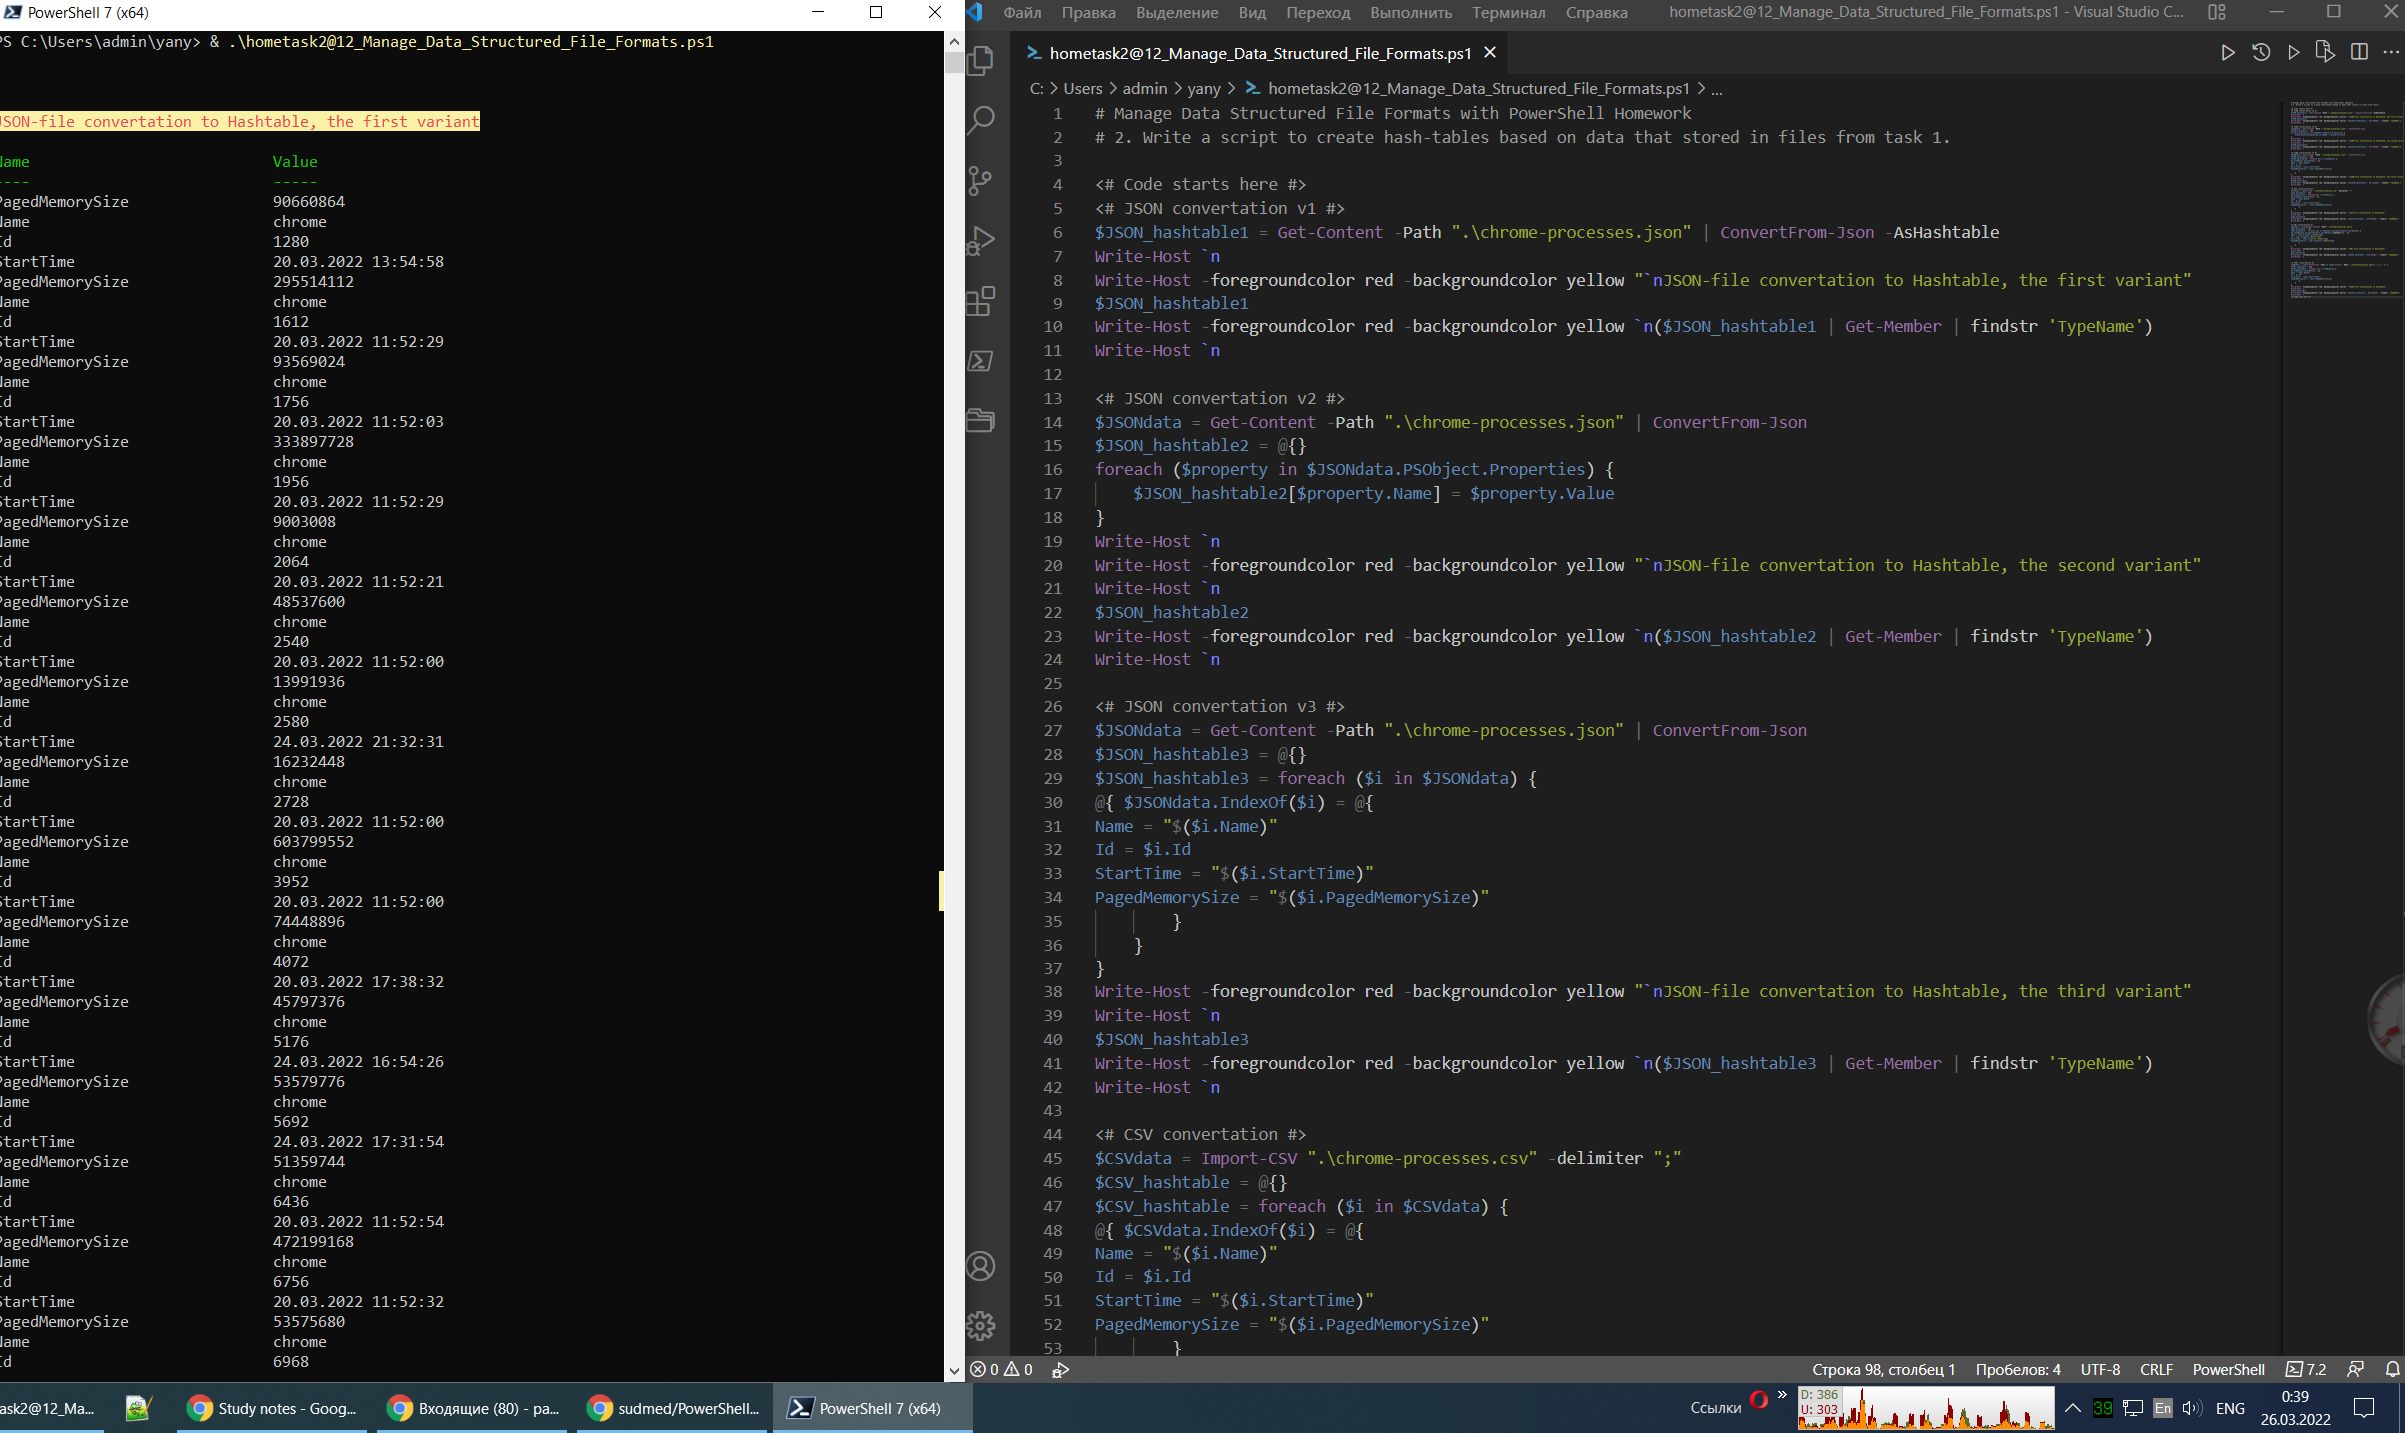 PowerShell 7 (x64)
PS C:\Users\admin\yany> & .\hometask2@12_Manage_Data_Structured_File_Formats.ps1
JSON-file convertation to Hashtable, the first variant
Name Value
---- -----
PagedMemorySize 90660864
Name chrome
Id 1280
StartTime 20.03.2022 13:54:58
PagedMemorySize 295514112
Name chrome
Id 1612
StartTime 20.03.2022 11:52:29
PagedMemorySize 93569024
Name chrome
Id 1756
StartTime 20.03.2022 11:52:03
PagedMemorySize 333897728
Name chrome
Id 1956
StartTime 20.03.2022 11:52:29
PagedMemorySize 9003008
Name chrome
Id 2064
StartTime 20.03.2022 11:52:21
PagedMemorySize 48537600
Name chrome
Id 2540
StartTime 20.03.2022 11:52:00
PagedMemorySize 13991936
Name chrome
Id 2580
StartTime 24.03.2022 21:32:31
PagedMemorySize 16232448
Name chrome
Id 2728
StartTime 20.03.2022 11:52:00
PagedMemorySize 603799552
Name chrome
Id 3952
StartTime 20.03.2022 11:52:00
PagedMemorySize 74448896
Name chrome
Id 4072
StartTime 20.03.2022 17:38:32
PagedMemorySize 45797376
Name chrome
Id 5176
StartTime 24.03.2022 16:54:26
PagedMemorySize 53579776
Name chrome
Id 5692
StartTime 24.03.2022 17:31:54
PagedMemorySize 51359744
Name chrome
Id 6436
StartTime 20.03.2022 11:52:54
PagedMemorySize 472199168
Name chrome
Id 6756
StartTime 20.03.2022 11:52:32
PagedMemorySize 53575680
Name chrome
Id 6968
Файл Правка Выделение Вид Переход Выполнить Терминал Справка hometask2@12_Manage_Data_Structured_File_Formats.ps1 - Visual Studio C...
hometask2@12_Manage_Data_Structured_File_Formats.ps1
C: > Users > admin > yany > hometask2@12_Manage_Data_Structured_File_Formats.ps1 > ...
1 # Manage Data Structured File Formats with PowerShell Homework
2 # 2. Write a script to create hash-tables based on data that stored in files from task 1.
3
4 <# Code starts here #>
5 <# JSON convertation v1 #>
6 $JSON_hashtable1 = Get-Content -Path ".\chrome-processes.json" | ConvertFrom-Json -AsHashtable
7 Write-Host `n
8 Write-Host -foregroundcolor red -backgroundcolor yellow "`nJSON-file convertation to Hashtable, the first variant"
9 $JSON_hashtable1
10 Write-Host -foregroundcolor red -backgroundcolor yellow `n($JSON_hashtable1 | Get-Member | findstr 'TypeName')
11 Write-Host `n
12
13 <# JSON convertation v2 #>
14 $JSONdata = Get-Content -Path ".\chrome-processes.json" | ConvertFrom-Json
15 $JSON_hashtable2 = @{}
16 foreach ($property in $JSONdata.PSObject.Properties) {
17 $JSON_hashtable2[$property.Name] = $property.Value
18 }
19 Write-Host `n
20 Write-Host -foregroundcolor red -backgroundcolor yellow "`nJSON-file convertation to Hashtable, the second variant"
21 Write-Host `n
22 $JSON_hashtable2
23 Write-Host -foregroundcolor red -backgroundcolor yellow `n($JSON_hashtable2 | Get-Member | findstr 'TypeName')
24 Write-Host `n
25
26 <# JSON convertation v3 #>
27 $JSONdata = Get-Content -Path ".\chrome-processes.json" | ConvertFrom-Json
28 $JSON_hashtable3 = @{}
29 $JSON_hashtable3 = foreach ($i in $JSONdata) {
30 @{ $JSONdata.IndexOf($i) = @{
31 Name = "$($i.Name)"
32 Id = $i.Id
33 StartTime = "$($i.StartTime)"
34 PagedMemorySize = "$($i.PagedMemorySize)"
35 }
36 }
37 }
38 Write-Host -foregroundcolor red -backgroundcolor yellow "`nJSON-file convertation to Hashtable, the third variant"
39 Write-Host `n
40 $JSON_hashtable3
41 Write-Host -foregroundcolor red -backgroundcolor yellow `n($JSON_hashtable3 | Get-Member | findstr 'TypeName')
42 Write-Host `n
43
44 <# CSV convertation #>
45 $CSVdata = Import-CSV ".\chrome-processes.csv" -delimiter ";"
46 $CSV_hashtable = @{}
47 $CSV_hashtable = foreach ($i in $CSVdata) {
48 @{ $CSVdata.IndexOf($i) = @{
49 Name = "$($i.Name)"
50 Id = $i.Id
51 StartTime = "$($i.StartTime)"
52 PagedMemorySize = "$($i.PagedMemorySize)"
53 }
0 0 Строка 98, столбец 1 Пробелов: 4 UTF-8 CRLF PowerShell 7.2
ask2@12_Ma... Study notes - Goog... Входящие (80) - pa... sudmed/PowerShell... PowerShell 7 (x64) Ссылки » D: 386 U: 303 39 En ENG 0:39 26.03.2022